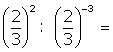 (2/3)² : (2/3)⁻³ =